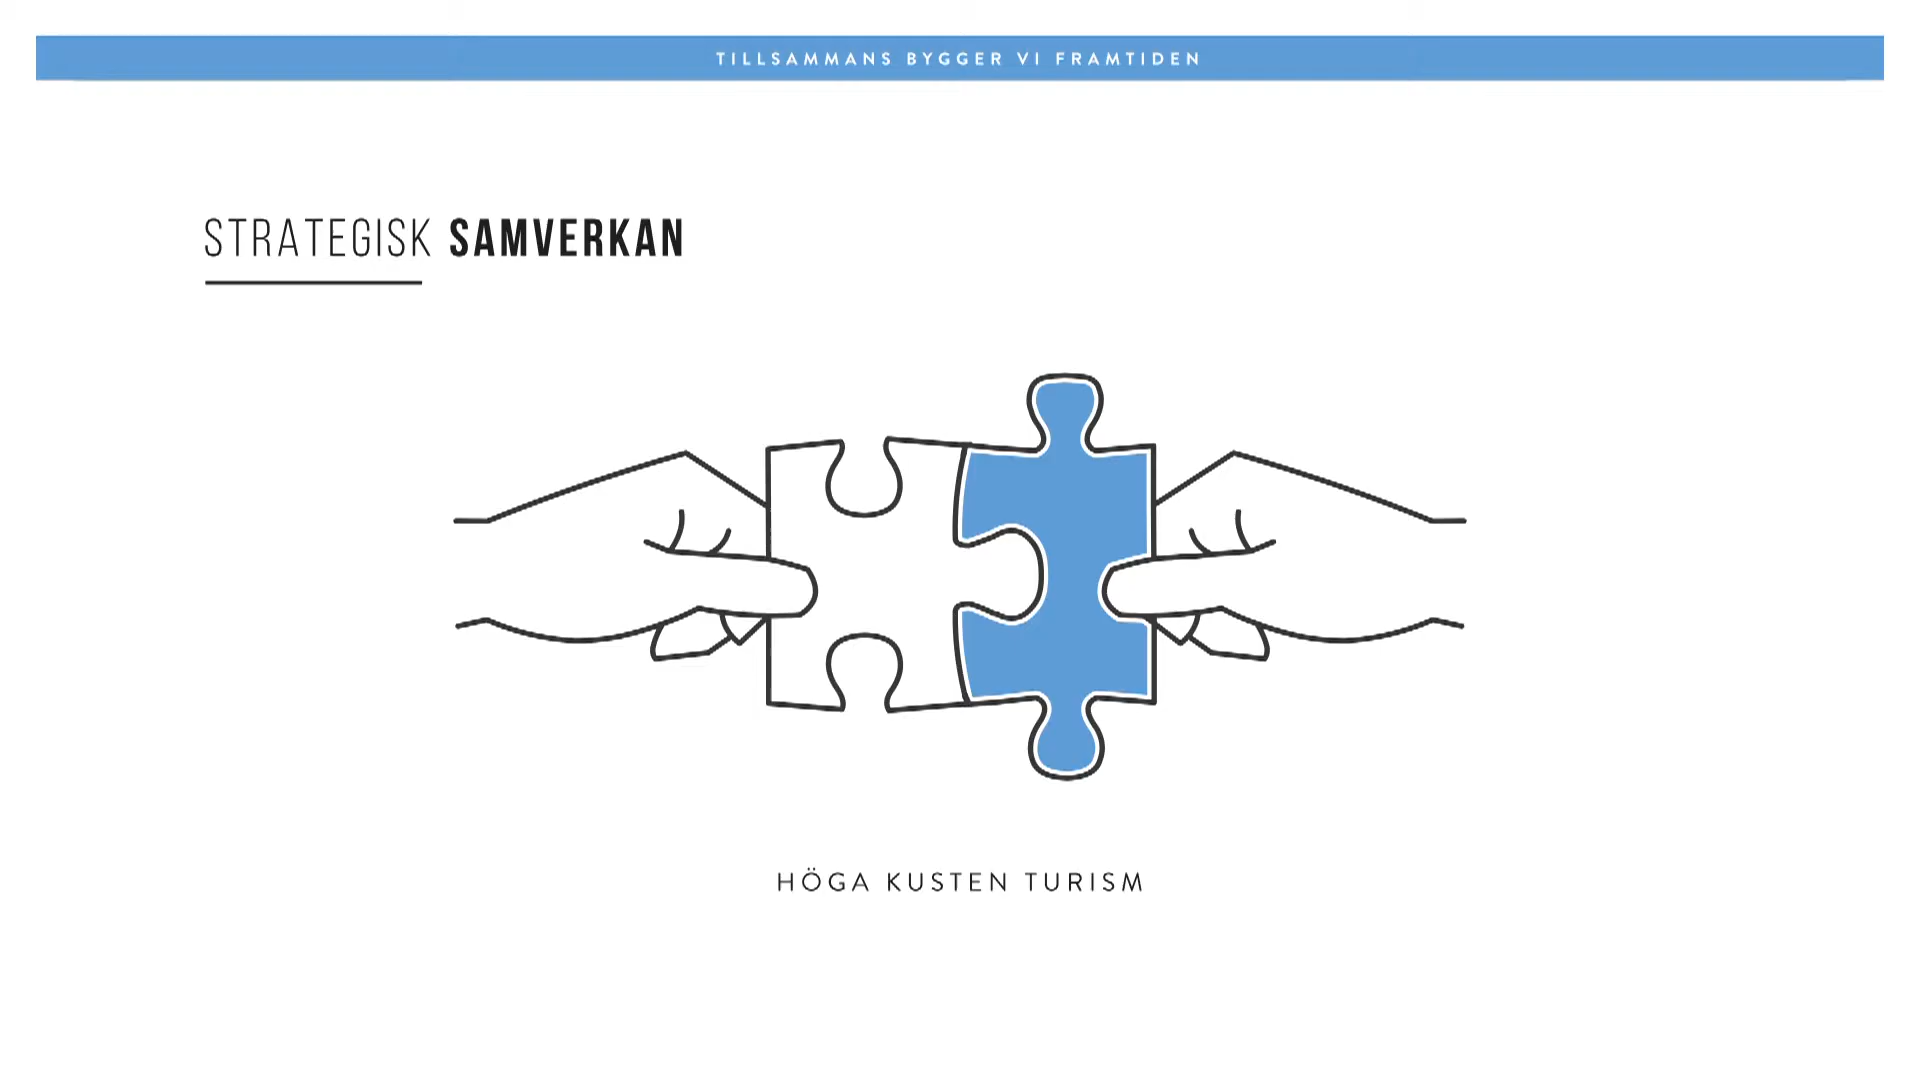 TILLSAMMANS BYGGER VI FRAMTIDEN
STRATEGISK SAMVERKAN
HÖGA KUSTEN TURISM